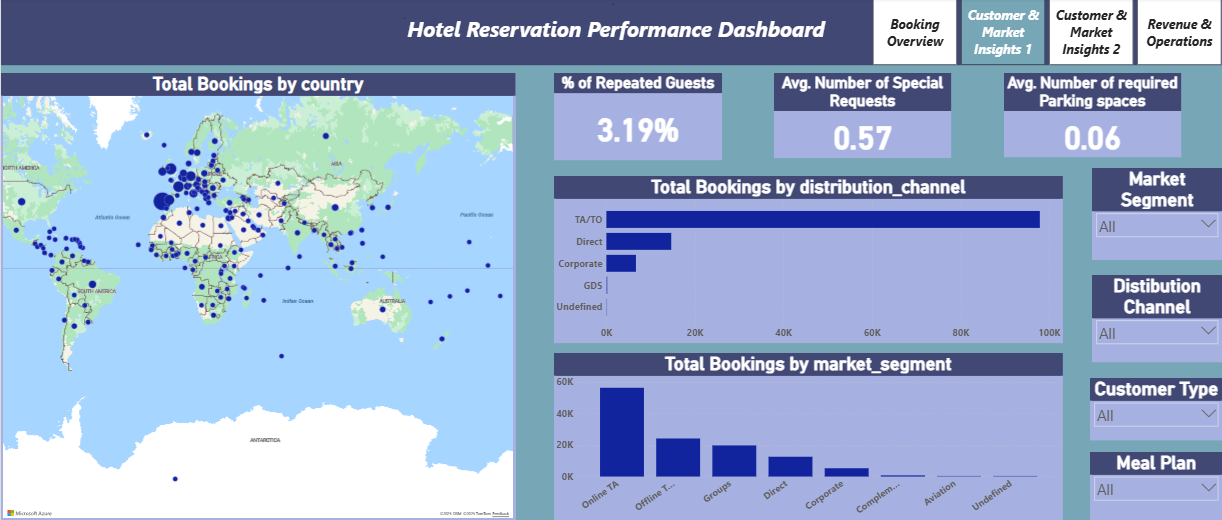 Hotel Reservation Performance Dashboard
Booking
Overview
Customer &
Market
Insights 1
Customer &
Market
Insights 2
Revenue &
Operations
Total Bookings by country
NORTH AMERICA
ASIA
Atlantic Ocean
Pacific Ocean
AFRICA
SOUTH AMERICA
Indian Ocean
AUSTRALIA
ANTARCTICA
Microsoft Azure
©2025 TomTom Feedback
% of Repeated Guests
3.19%
Avg. Number of Special
Requests
0.57
Avg. Number of required
Parking spaces
0.06
Total Bookings by distribution_channel
TA/TO
Direct
Corporate
GDS
Undefined
0K 20K 40K 60K 80K 100K
Total Bookings by market_segment
60K
40K
20K
0K
Online TA
Offline T...
Groups
Direct
Corporate
Complem...
Aviation
Undefined
Market
Segment
All
Distibution
Channel
All
Customer Type
All
Meal Plan
All